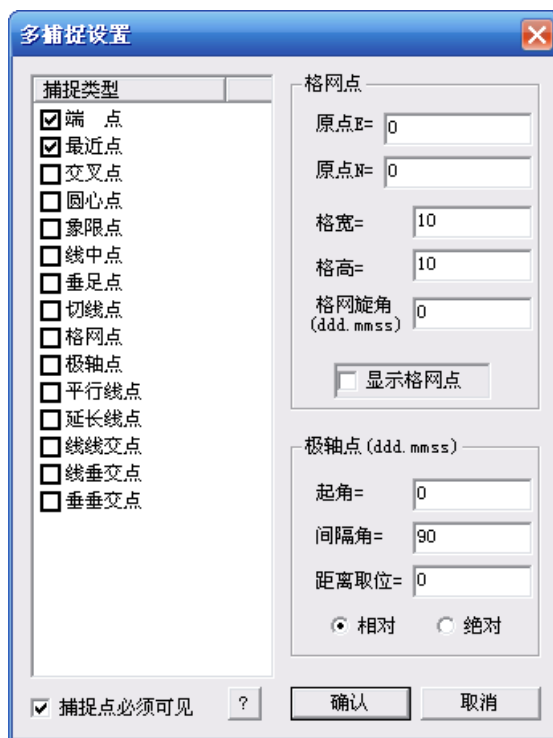 多捕捉设置
捕捉类型
端 点
最近点
交叉点
圆心点
象限点
线中点
垂足点
切线点
格网点
极轴点
平行线点
延长线点
线线交点
线垂交点
垂垂交点
捕捉点必须可见
?
格网点
原点E= 0
原点N= 0
格宽= 10
格高= 10
格网旋角
(ddd.mmss) 0
显示格网点
极轴点(ddd.mmss)
起角= 0
间隔角= 90
距离取位= 0
相对 绝对
确认 取消